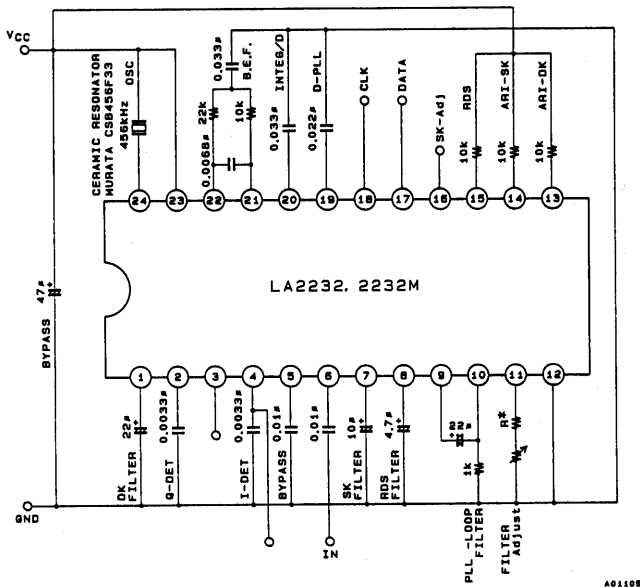 VCC
CERAMIC RESONATOR
MURATA CSB456F33
456kHz
OSC
0.033μ
B.E.F.
22k
10k
0.0068μ
INTEG/D
0.033μ
D-PLL
0.022μ
CLK
DATA
SK-Adj
RDS
ARI-SK
ARI-DK
10k
10k
10k
24
23
22
21
20
19
18
17
16
15
14
13
LA2232, 2232M
47μ
+
BYPASS
1
2
3
4
5
6
7
8
9
10
11
12
22μ
+
DK
FILTER
0.0033μ
Q-DET
0.0033μ
I-DET
0.01μ
BYPASS
0.01μ
10μ
+
SK
FILTER
4.7μ
+
RDS
FILTER
+
2.2μ
1k
PLL-LOOP
FILTER
R*
FILTER
Adjust
GND
IN
A01105